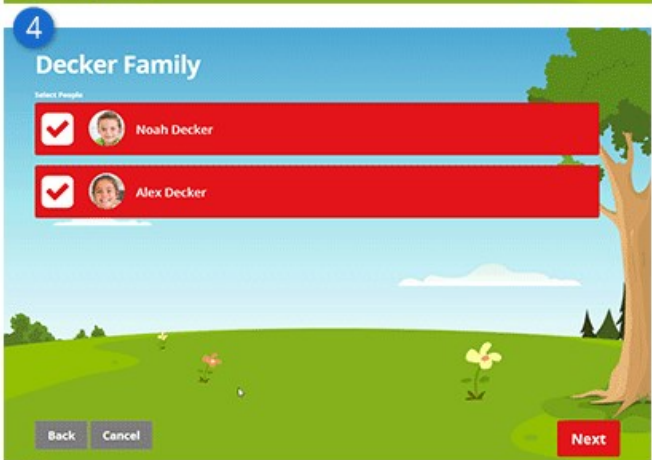 4
Decker Family
Select People
Noah Decker
Alex Decker
Back Cancel Next